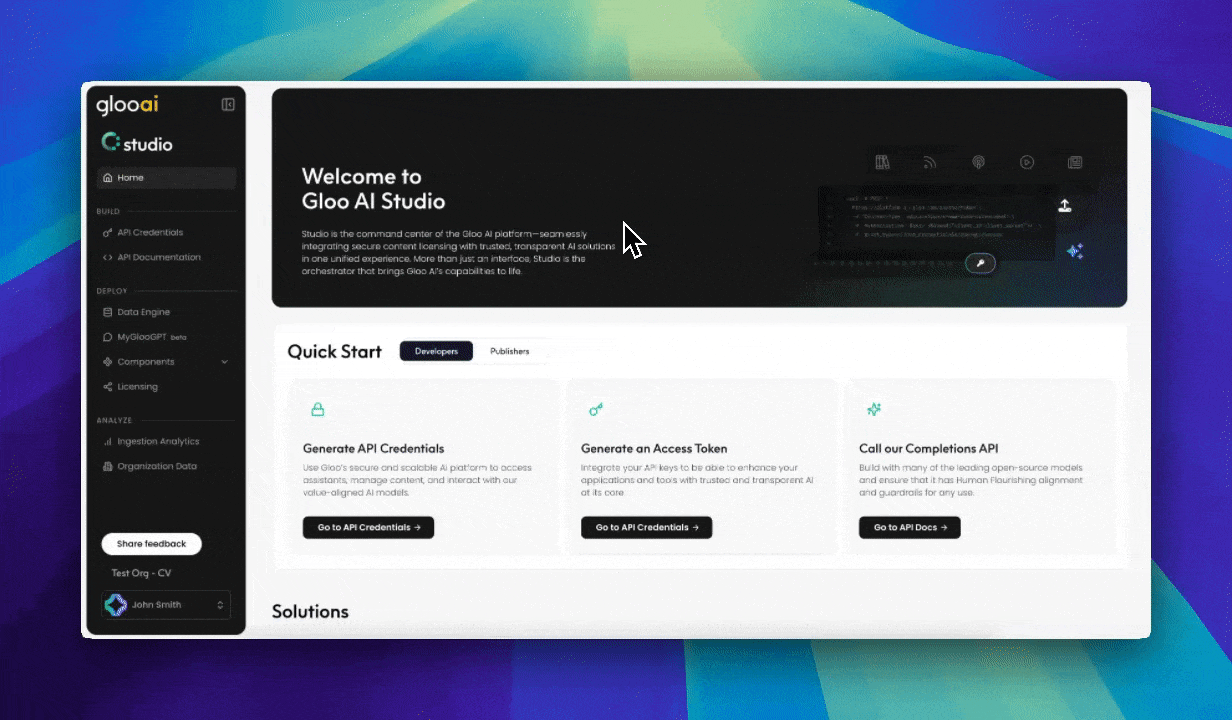 glooai
studio
Home
BUILD
API Credentials
API Documentation
DEPLOY
Data Engine
MyGlooGPT beta
Components
Licensing
ANALYZE
Ingestion Analytics
Organization Data
Share feedback
Test Org - CV
John Smith
Welcome to
Gloo AI Studio
Studio is the command center of the Gloo AI platform—seamlessly
integrating secure content licensing with trusted, transparent AI solutions
in one unified experience. More than just an interface, Studio is the
orchestrator that brings Gloo AI's capabilities to life.
Quick Start
Developers
Publishers
Generate API Credentials
Use Gloo's secure and scalable AI platform to access
assistants, manage content, and interact with our
value-aligned AI models.
Go to API Credentials →
Generate an Access Token
Integrate your API keys to be able to enhance your
applications and tools with trusted and transparent AI
at its core.
Go to API Credentials →
Call our Completions API
Build with many of the leading open-source models
and ensure that it has Human Flourishing alignment
and guardrails for any use.
Go to API Docs →
Solutions